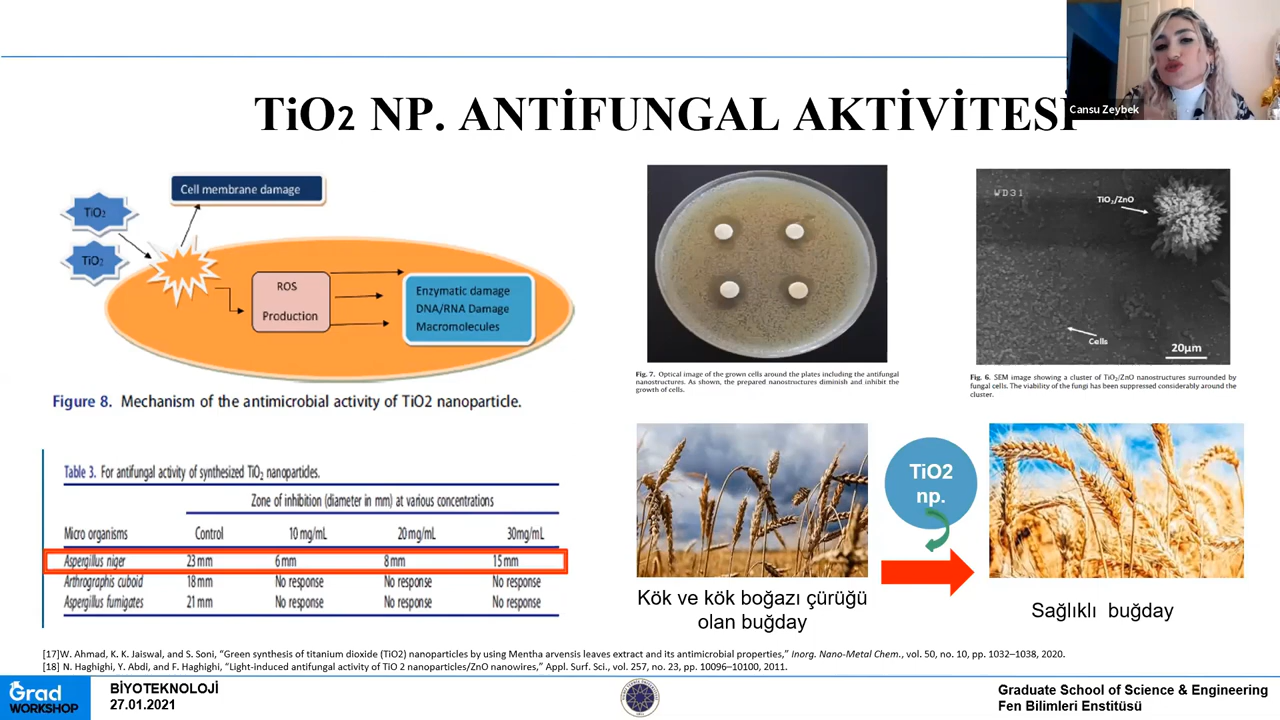 Cansu Zeybek
TiO2 NP. ANTİFUNGAL AKTİVİTESİ
Cell membrane damage
TiO2
TiO2
ROS
Production
Enzymatic damage
DNA/RNA Damage
Macromolecules
Figure 8. Mechanism of the antimicrobial activity of TiO2 nanoparticle.
Fig. 7. Optical image of the grown cells around the plates including the antifungal
nanostructures. As shown, the prepared nanostructures diminish and inhibit the
growth of cells.
WD31
TiO2/ZnO
Cells
20μm
Fig. 6. SEM image showing a cluster of TiO2/ZnO nanostructures surrounded by
fungal cells. The viability of the fungi has been suppressed considerably around the
cluster.
Table 3. For antifungal activity of synthesized TiO2 nanoparticles.
Zone of inhibition (diameter in mm) at various concentrations
Micro organisms Control 10 mg/mL 20 mg/mL 30mg/mL
Aspergillus niger 23 mm 6 mm 8 mm 15 mm
Arthrographis cuboid 18 mm No response No response No response
Aspergillus fumigates 21 mm No response No response No response
TiO2
np.
Kök ve kök boğazı çürüğü
olan buğday
Sağlıklı buğday
[17]W. Ahmad, K. K. Jaiswal, and S. Soni, “Green synthesis of titanium dioxide (TiO2) nanoparticles by using Mentha arvensis leaves extract and its antimicrobial properties,” Inorg. Nano-Metal Chem., vol. 50, no. 10, pp. 1032–1038, 2020.
[18] N. Haghighi, Y. Abdi, and F. Haghighi, “Light-induced antifungal activity of TiO 2 nanoparticles/ZnO nanowires,” Appl. Surf. Sci., vol. 257, no. 23, pp. 10096–10100, 2011.
Grad
WORKSHOP
BİYOTEKNOLOJİ
27.01.2021
Graduate School of Science & Engineering
Fen Bilimleri Enstitüsü